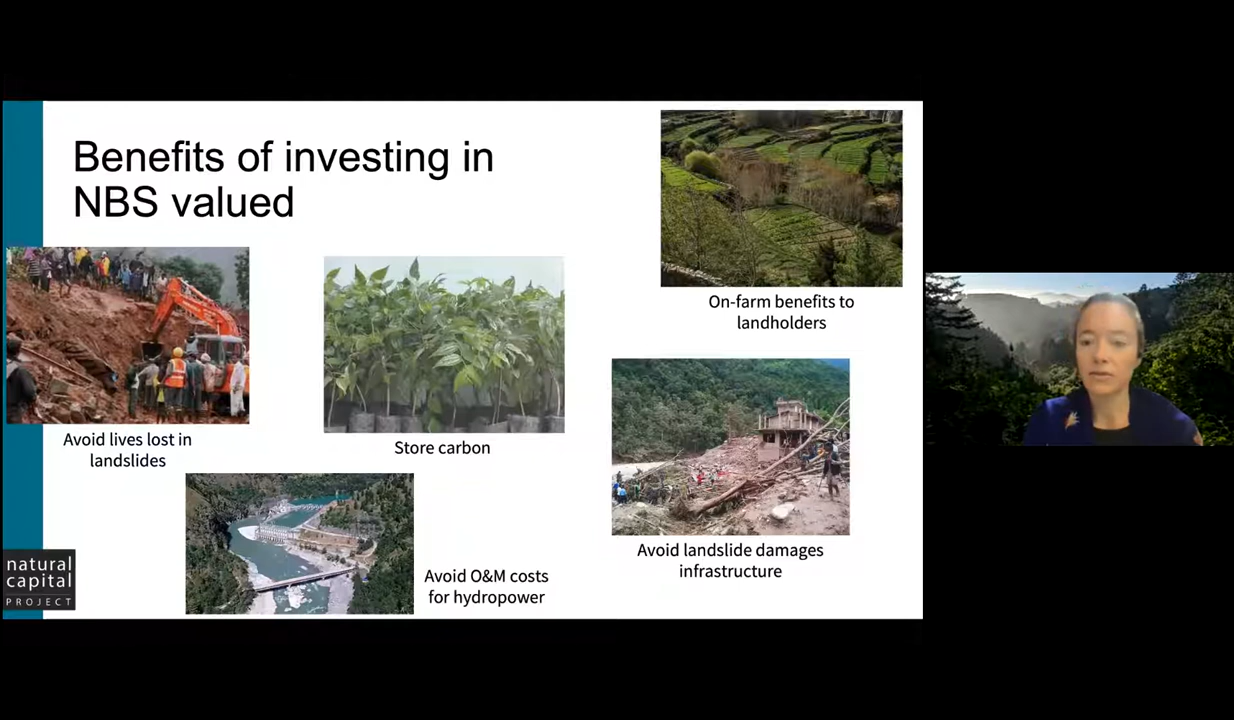 Benefits of investing in
NBS valued
On-farm benefits to
landholders
Avoid lives lost in
landslides
Store carbon
Avoid landslide damages
infrastructure
Avoid O&M costs
for hydropower
natural
capital
PROJECT